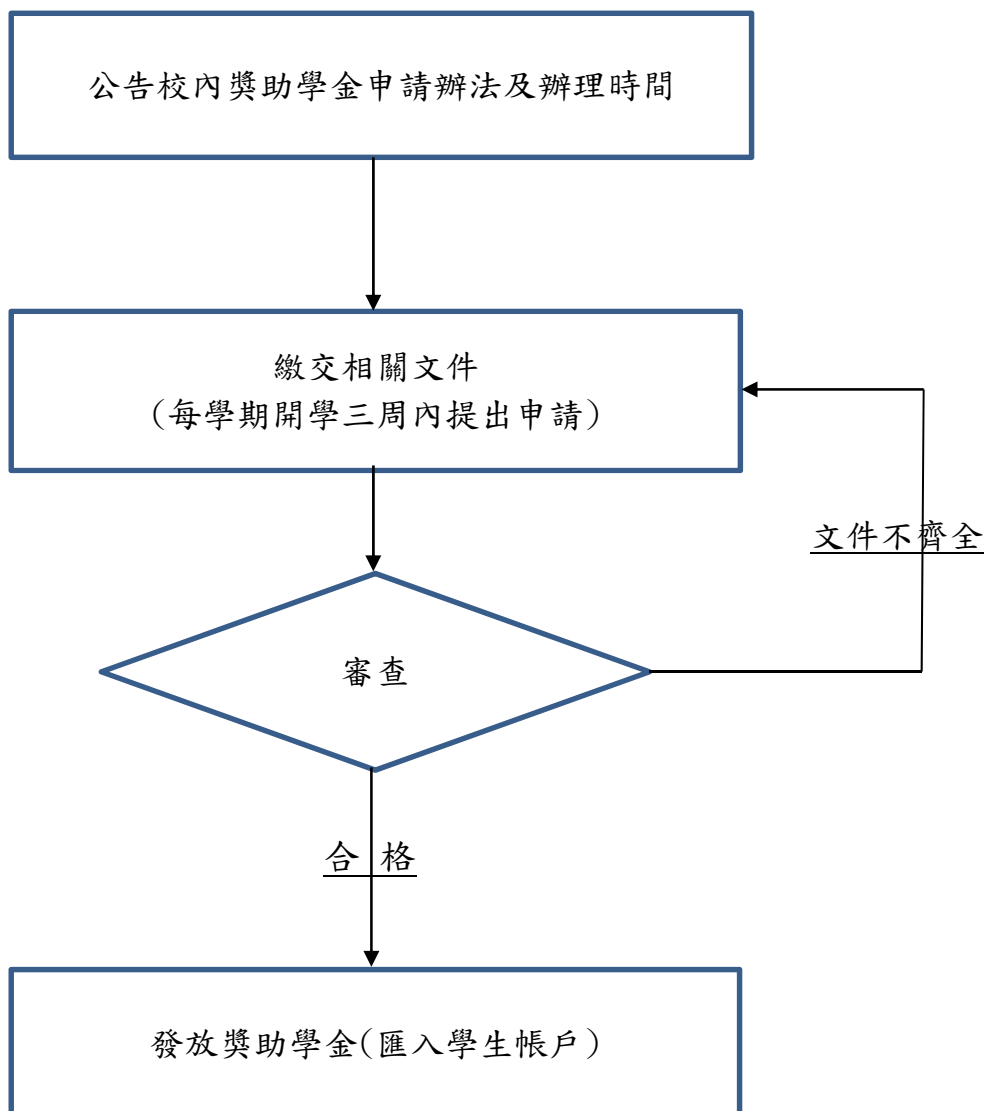 公告校內獎助學金申請辦法及辦理時間
繳交相關文件
(每學期開學三周內提出申請)
文件不齊全
審查
合 格
發放獎助學金(匯入學生帳戶)